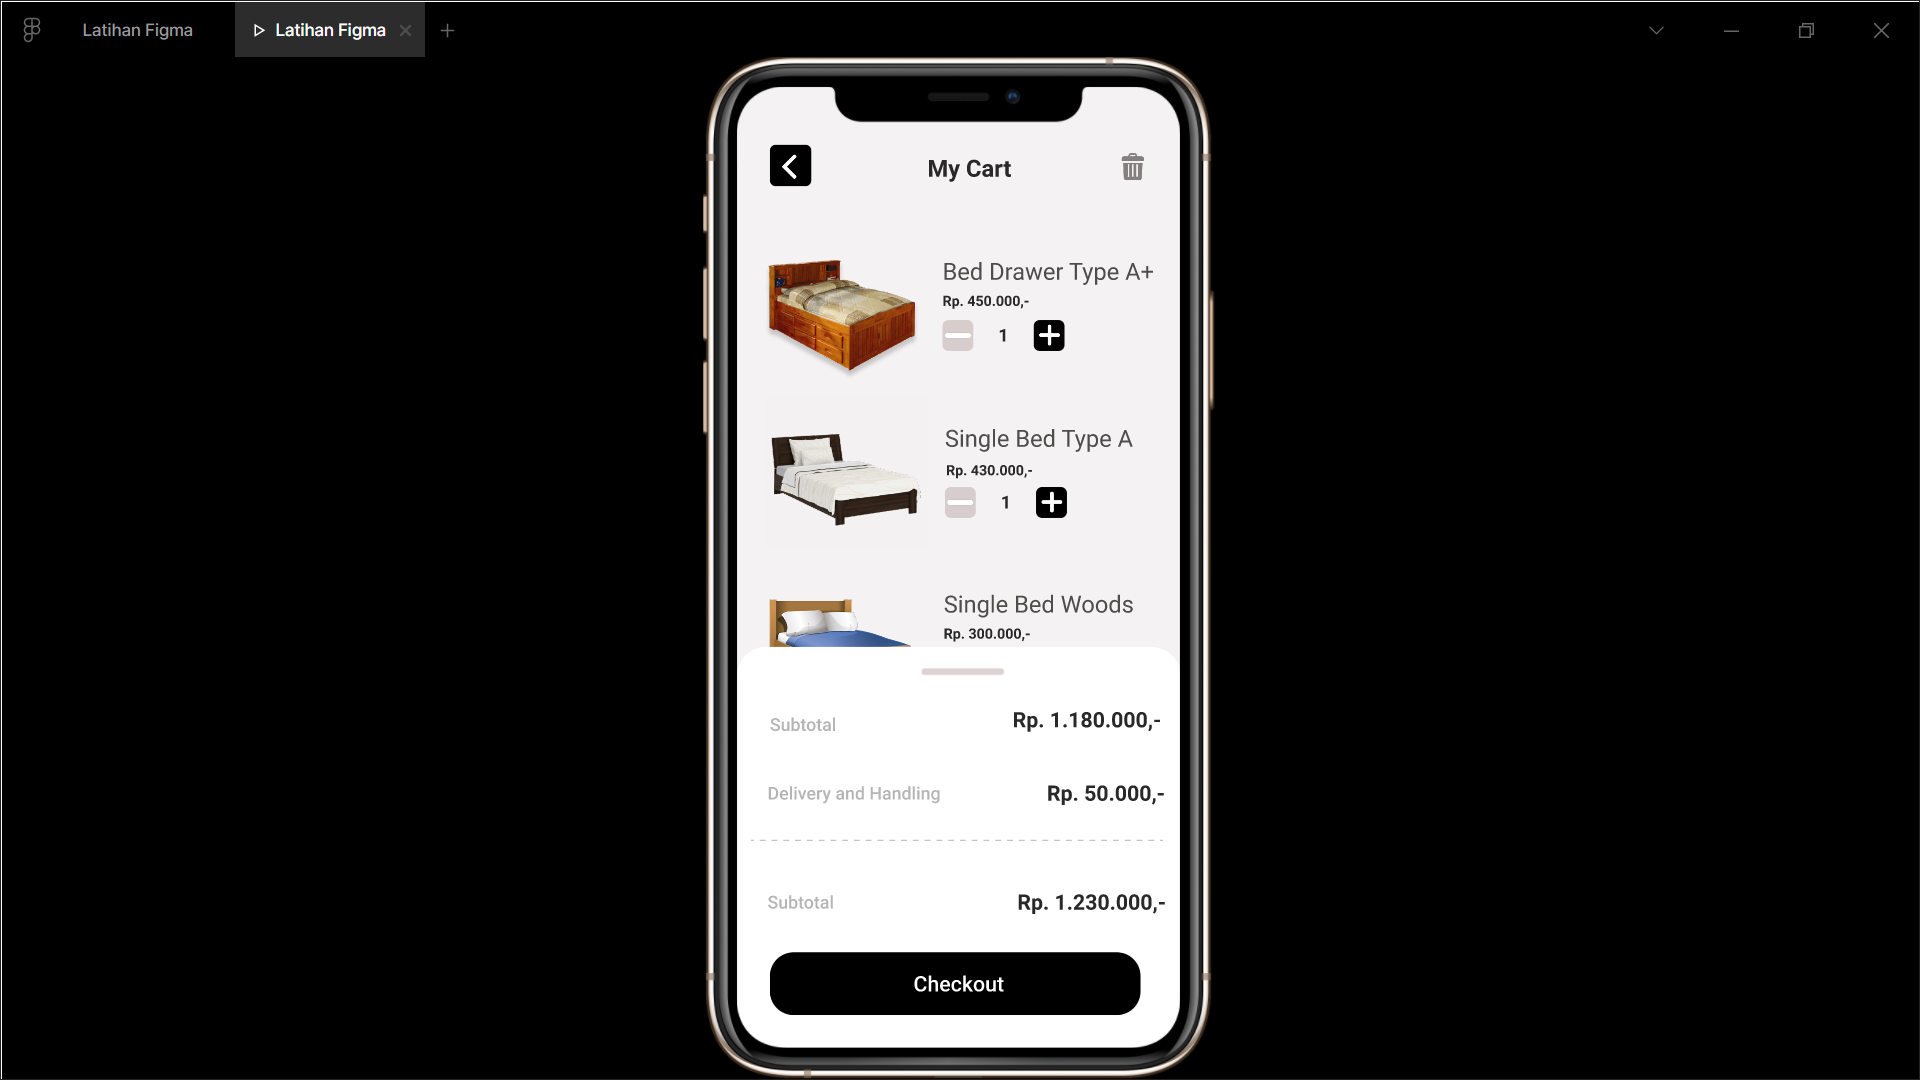 Latihan Figma
Latihan Figma
My Cart
Bed Drawer Type A+
Rp. 450.000,-
1
Single Bed Type A
Rp. 430.000,-
1
Single Bed Woods
Rp. 300.000,-
Subtotal
Rp. 1.180.000,-
Delivery and Handling
Rp. 50.000,-
Subtotal
Rp. 1.230.000,-
Checkout